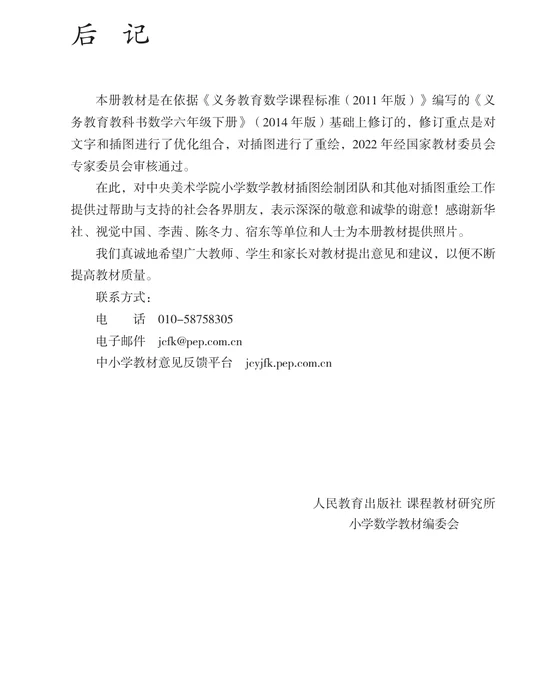 后 记
本册教材是在依据《义务教育数学课程标准（2011 年版）》编写的《义
务教育教科书数学六年级下册》（2014 年版）基础上修订的，修订重点是对
文字和插图进行了优化组合，对插图进行了重绘，2022 年经国家教材委员会
专家委员会审核通过。
在此，对中央美术学院小学数学教材插图绘制团队和其他对插图重绘工作
提供过帮助与支持的社会各界朋友，表示深深的敬意和诚挚的谢意！感谢新华
社、视觉中国、李茜、陈冬力、宿东等单位和人士为本册教材提供照片。
我们真诚地希望广大教师、学生和家长对教材提出意见和建议，以便不断
提高教材质量。
联系方式：
电 话 010-58758305
电子邮件 jcfk@pep.com.cn
中小学教材意见反馈平台 jcyjfk.pep.com.cn
人民教育出版社 课程教材研究所
小学数学教材编委会